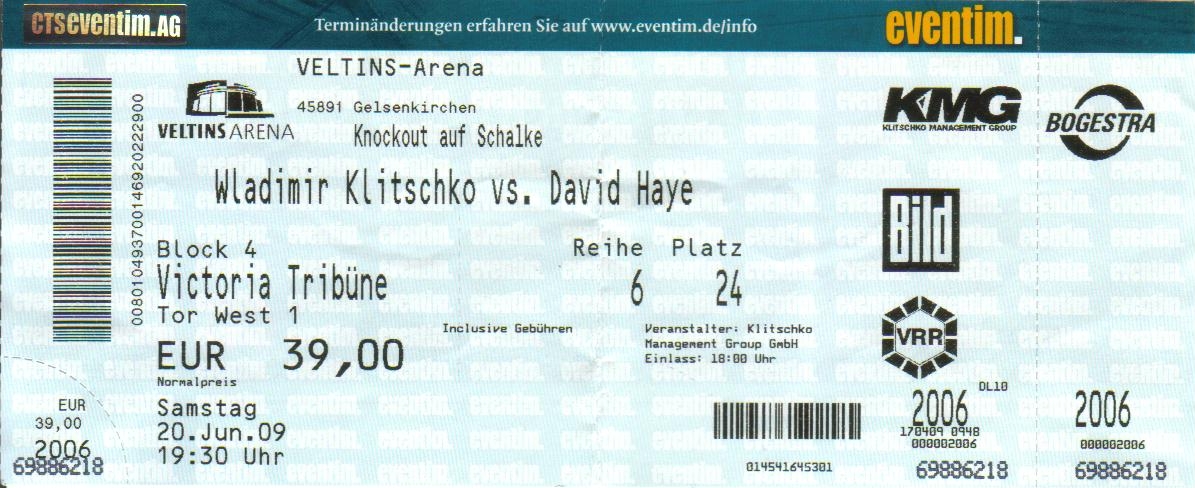 CTSeventim.AG
Terminänderungen erfahren Sie auf www.eventim.de/info
eventim.
VELTINS-Arena
45891 Gelsenkirchen
Knockout auf Schalke
VELTINS ARENA
Wladimir Klitschko vs. David Haye
Block 4
Victoria Tribüne
Tor West 1
Reihe Platz
6 24
Inclusive Gebühren
EUR 39,00
Normalpreis
Veranstalter: Klitschko
Management Group GmbH
Einlass: 18:00 Uhr
Samstag
20.Jun.09
19:30 Uhr
EUR
39,00
2006
69886218
014541645301
KMG
KLITSCHKO MANAGEMENT GROUP
BOGESTRA
Bild
VRR
DL10
2006
170409 0948
000002006
69886218
2006
000002006
69886218